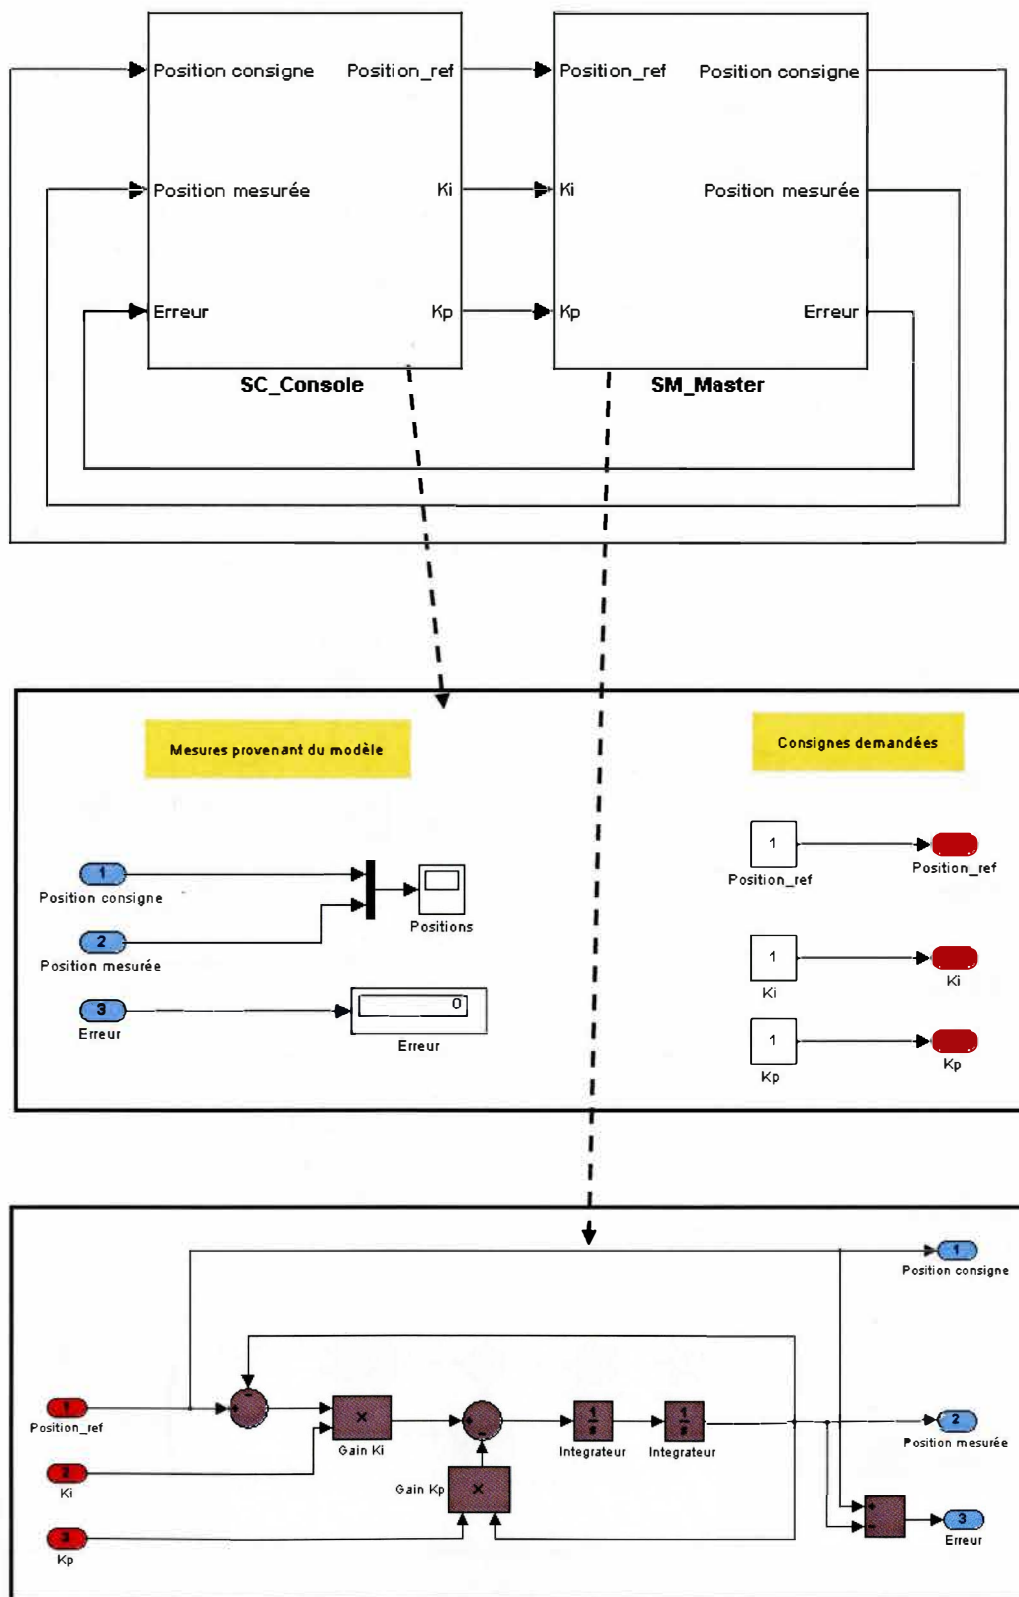 Position consigne
Position_ref
Position_ref
Position consigne
Position mesurée
Ki
Ki
Position mesurée
Erreur
Kp
Kp
Erreur
SC_Console
SM_Master
Mesures provenant du modèle
Consignes demandées
1
Position consigne
Positions
2
Position mesurée
3
Erreur
0
Erreur
1
Position_ref
Position_ref
1
Ki
Ki
1
Kp
Kp
1
Position consigne
1
Position_ref
2
Ki
3
Kp
-
+
×
Gain Ki
+
-
Gain Kp
×
1
s
Integrateur
1
s
Integrateur
2
Position mesurée
+
-
3
Erreur